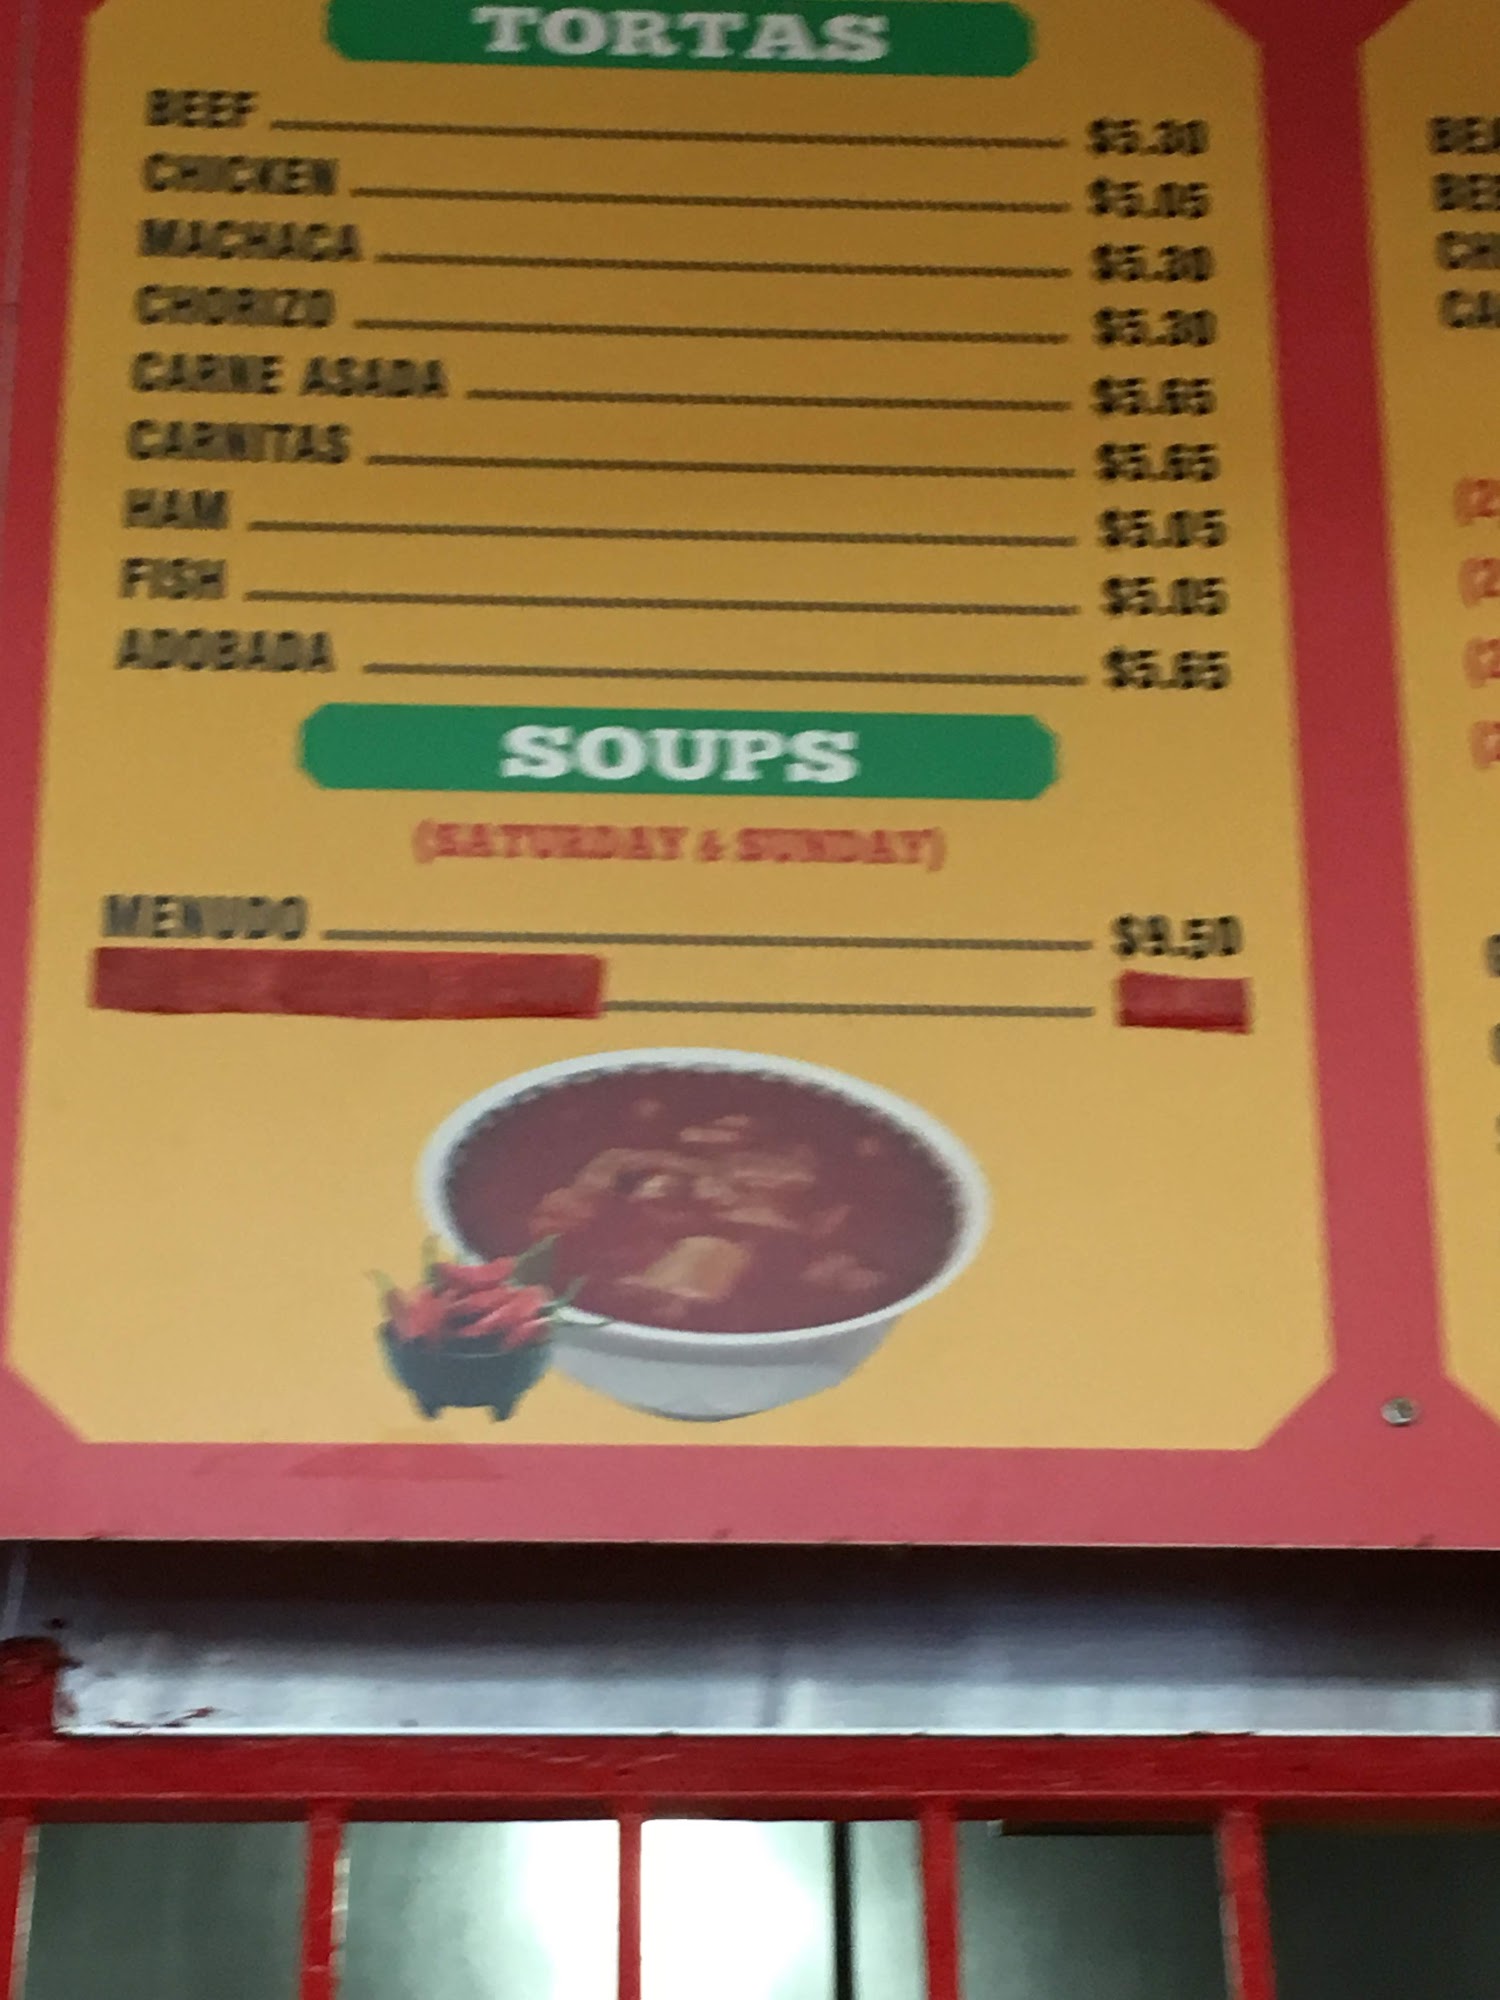 TORTAS
BEEF $5.30
CHICKEN $5.05
MACHACA $5.30
CHORIZO $5.30
CARNE ASADA $5.65
CARNITAS $5.65
HAM $5.05
FISH $5.05
ADOBADA $5.65
SOUPS
(SATURDAY & SUNDAY)
MENUDO $9.50